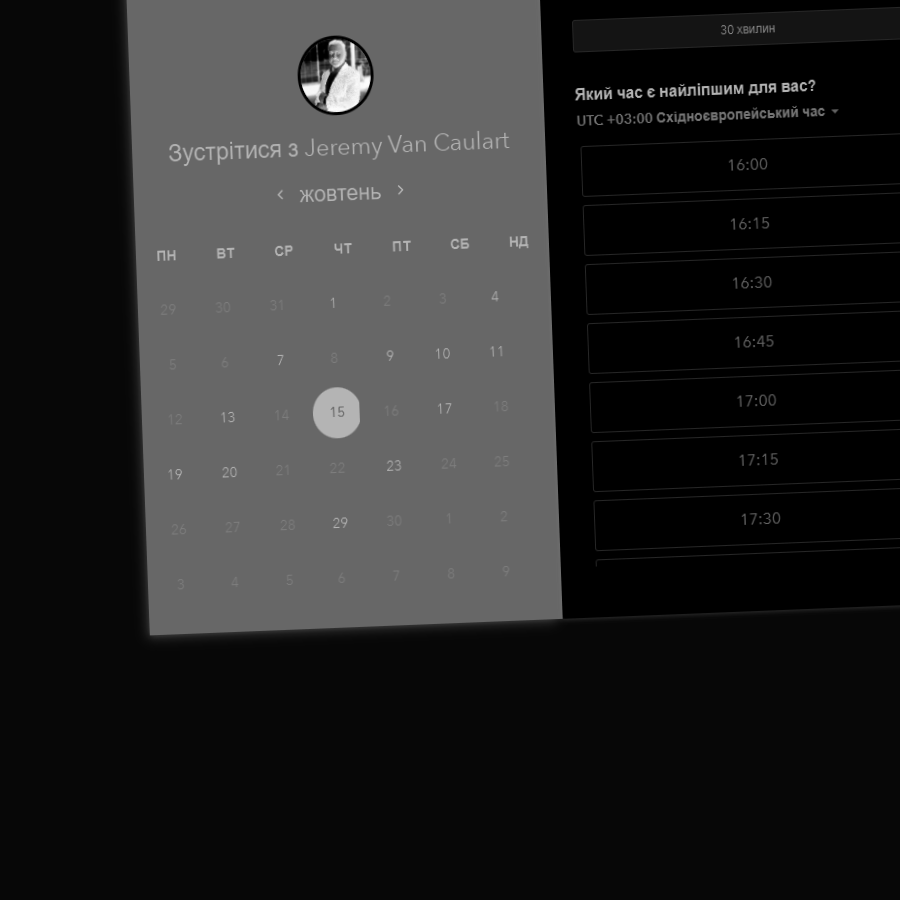 Зустрітися з Jeremy Van Caulart
‹ жовтень ›
ПН ВТ СР ЧТ ПТ СБ НД
29 30 31 1 2 3 4
5 6 7 8 9 10 11
12 13 14 15 16 17 18
19 20 21 22 23 24 25
26 27 28 29 30 1 2
3 4 5 6 7 8 9
30 хвилин
Який час є найліпшим для вас?
UTC +03:00 Східноєвропейський час
16:00
16:15
16:30
16:45
17:00
17:15
17:30